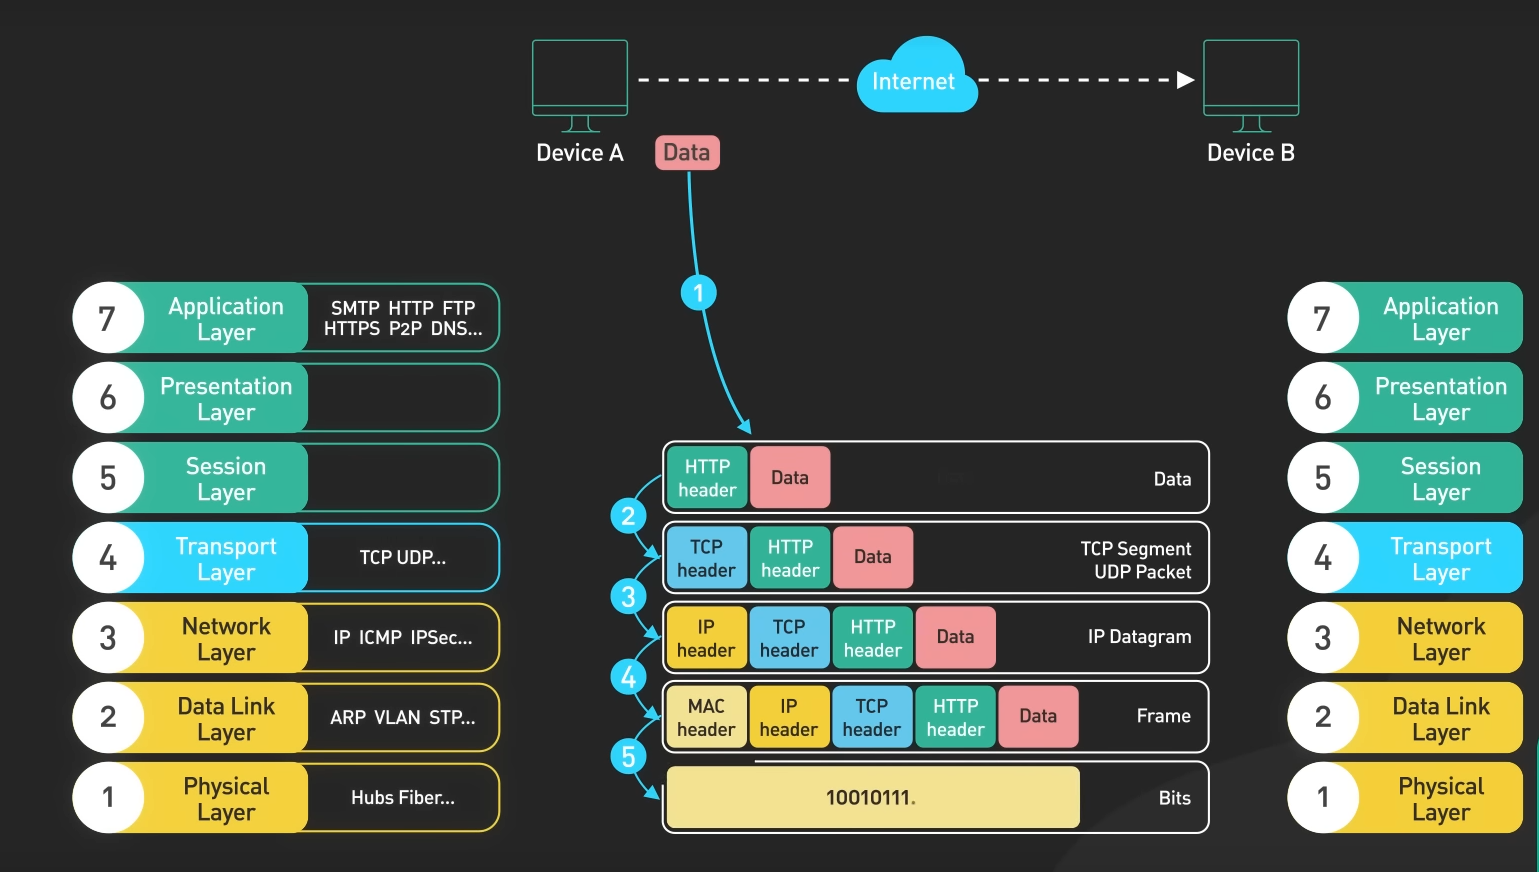 Internet
Device A
Data
Device B
1
7
Application
Layer
SMTP HTTP FTP
HTTPS P2P DNS...
6
Presentation
Layer
5
Session
Layer
4
Transport
Layer
TCP UDP...
3
Network
Layer
IP ICMP IPSec...
2
Data Link
Layer
ARP VLAN STP...
1
Physical
Layer
Hubs Fiber...
HTTP
header
Data
Data
2
TCP
header
HTTP
header
Data
TCP Segment
UDP Packet
3
IP
header
TCP
header
HTTP
header
Data
IP Datagram
4
MAC
header
IP
header
TCP
header
HTTP
header
Data
Frame
5
10010111.
Bits
7
Application
Layer
6
Presentation
Layer
5
Session
Layer
4
Transport
Layer
3
Network
Layer
2
Data Link
Layer
1
Physical
Layer